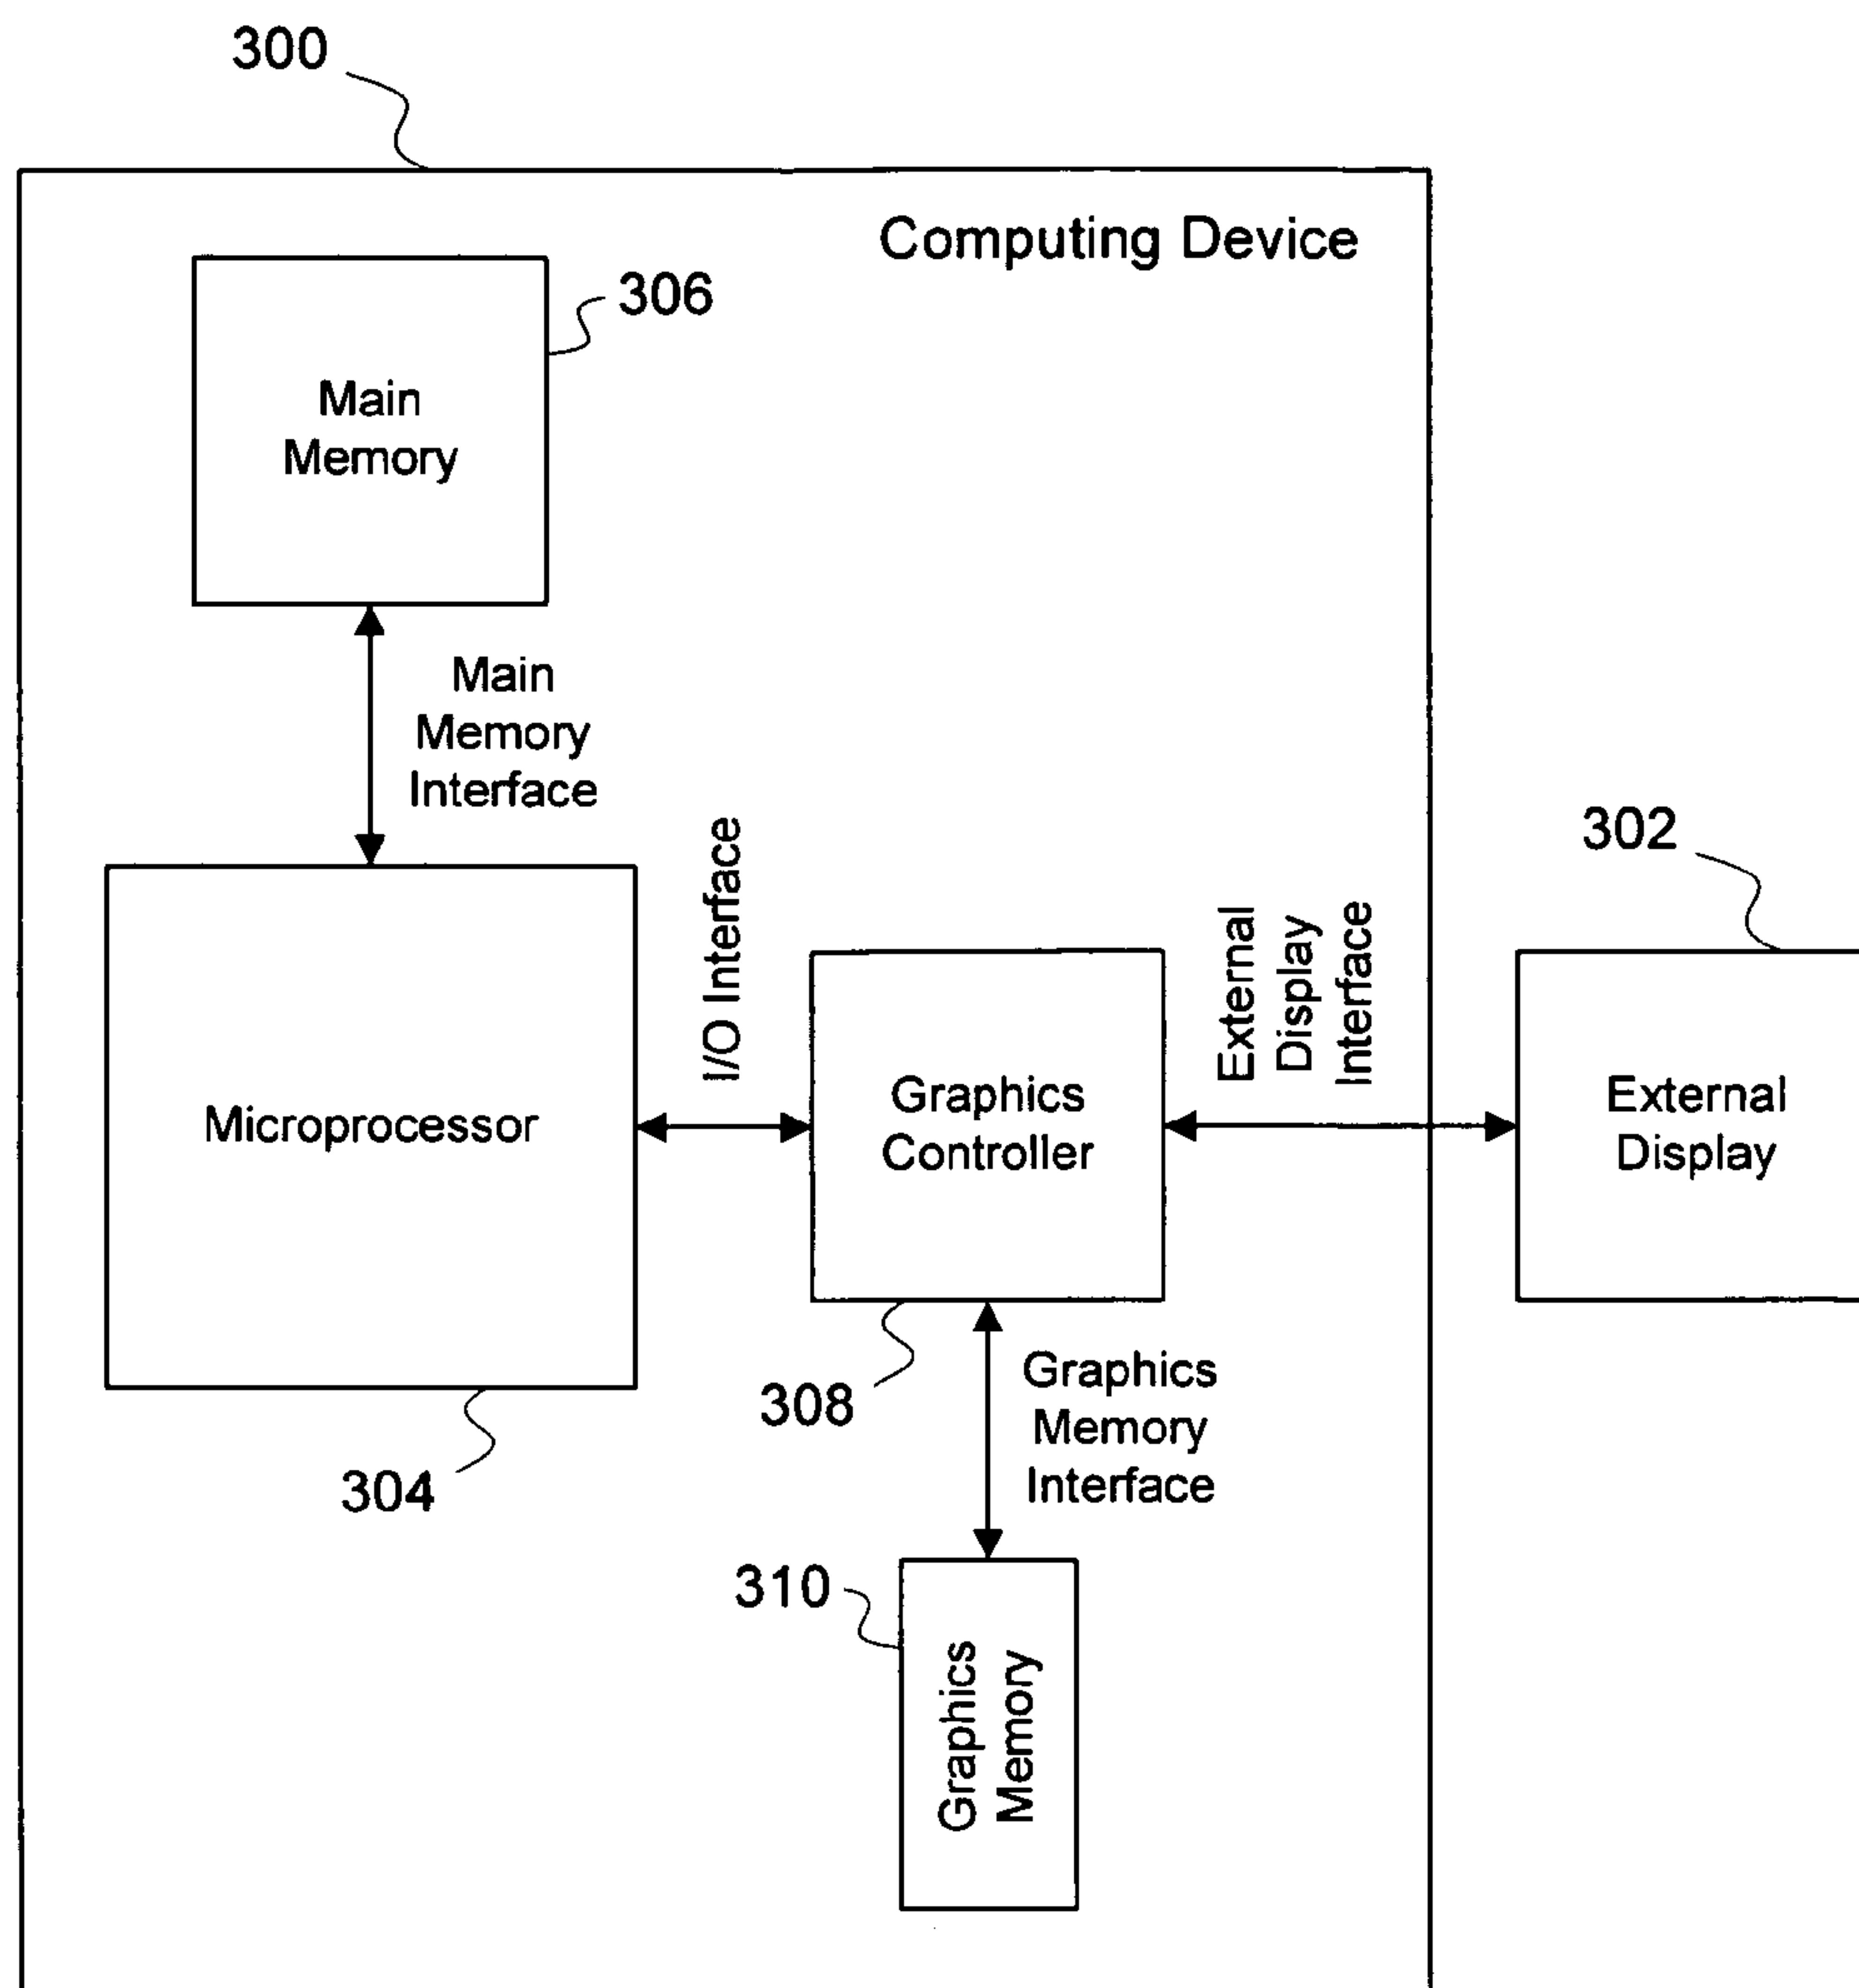 300
Computing Device
306
Main
Memory
Main
Memory
Interface
I/O Interface
302
External
Display
Interface
Microprocessor
Graphics
Controller
External
Display
308
Graphics
Memory
Interface
304
310
Graphics
Memory